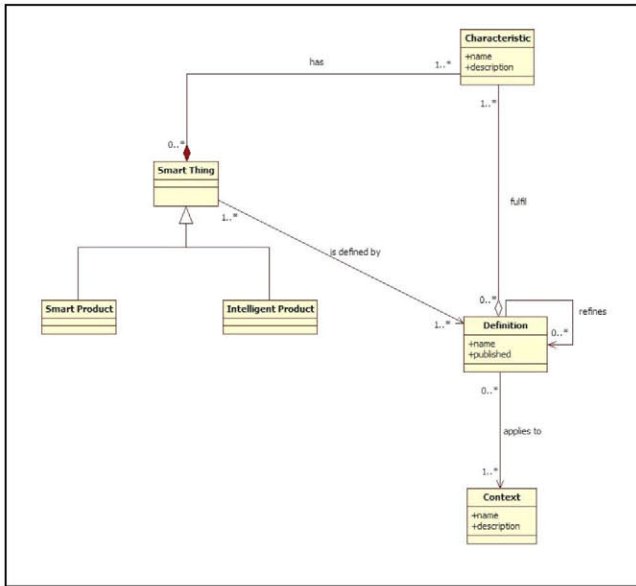 Characteristic
+name
+description
has
1..*
1..*
0..*
Smart Thing
1..*
fulfil
is defined by
Smart Product
Intelligent Product
0..*
1..*
Definition
+name
+published
refines
0..*
0..*
applies to
1..*
Context
+name
+description